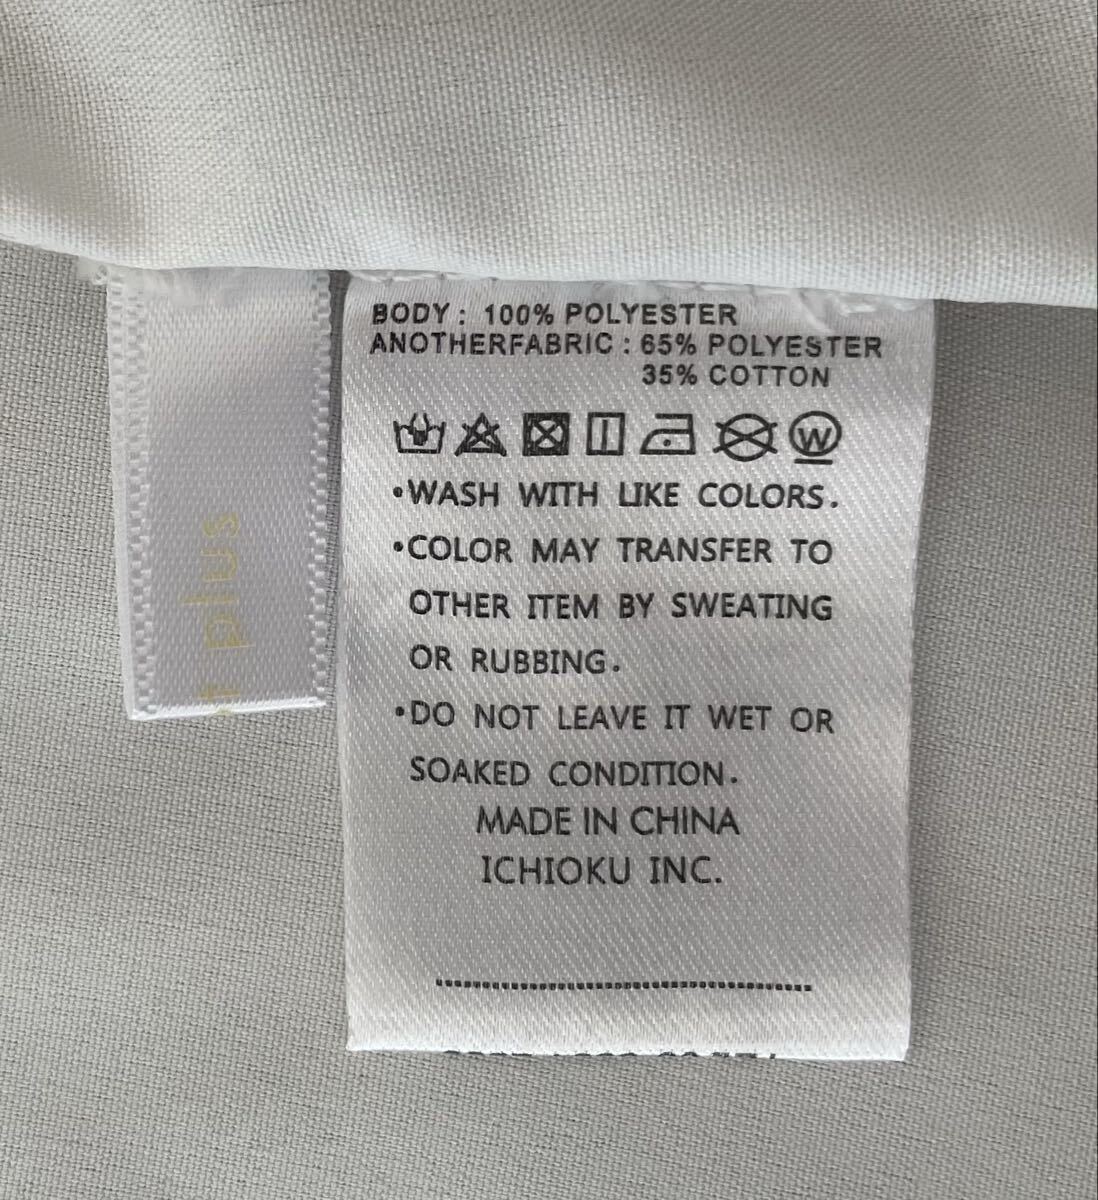 BODY : 100% POLYESTER
ANOTHERFABRIC : 65% POLYESTER
35% COTTON
W
•WASH WITH LIKE COLORS.
•COLOR MAY TRANSFER TO
OTHER ITEM BY SWEATING
OR RUBBING.
•DO NOT LEAVE IT WET OR
SOAKED CONDITION.
MADE IN CHINA
ICHIOKU INC.
plus